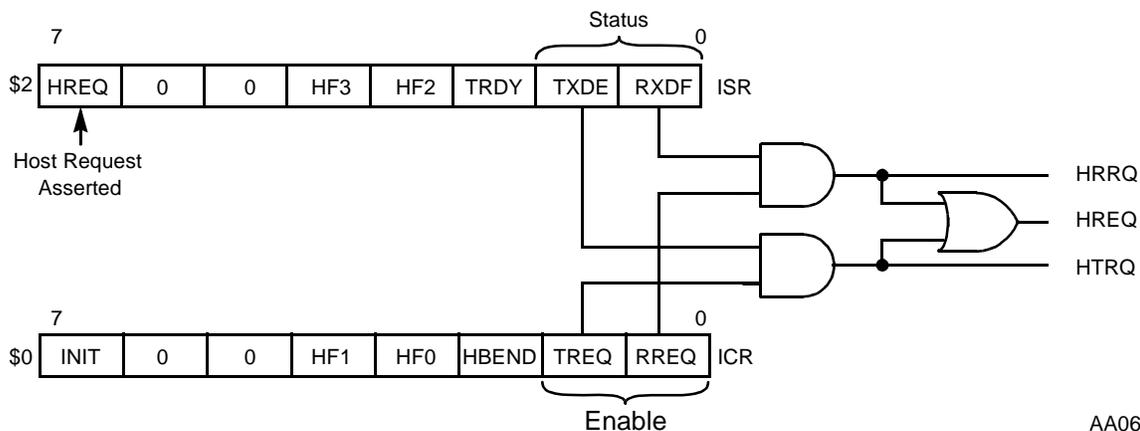 Status
7 0
$2 HREQ 0 0 HF3 HF2 TRDY TXDE RXDF ISR
Host Request
Asserted
HRRQ
HREQ
HTRQ
7 0
$0 INIT 0 0 HF1 HF0 HBEND TREQ RREQ ICR
Enable
AA06